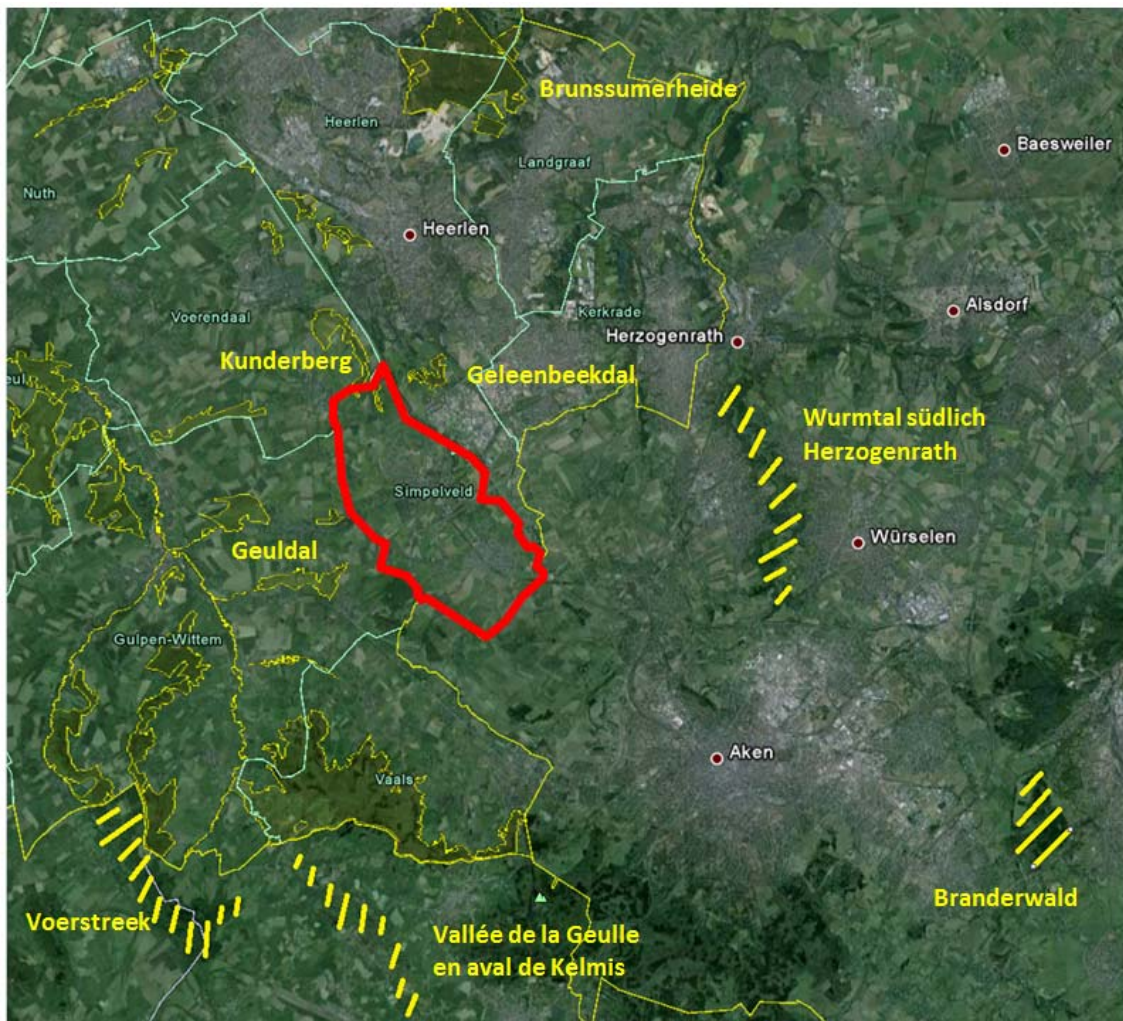 Brunssumerheide
Heerlen
Baesweiler
Landgraaf
Nuth
Heerlen
Alsdorf
Voerendaal
Kerkrade
Herzogenrath
Kunderberg
Geleenbeekdal
eul
Wurmtal südlich
Herzogenrath
Simpelveld
Würselen
Geuldal
Gulpen-Wittem
Aken
Vaals
Branderwald
Voerstreek
Vallée de la Geulle
en aval de Kelmis